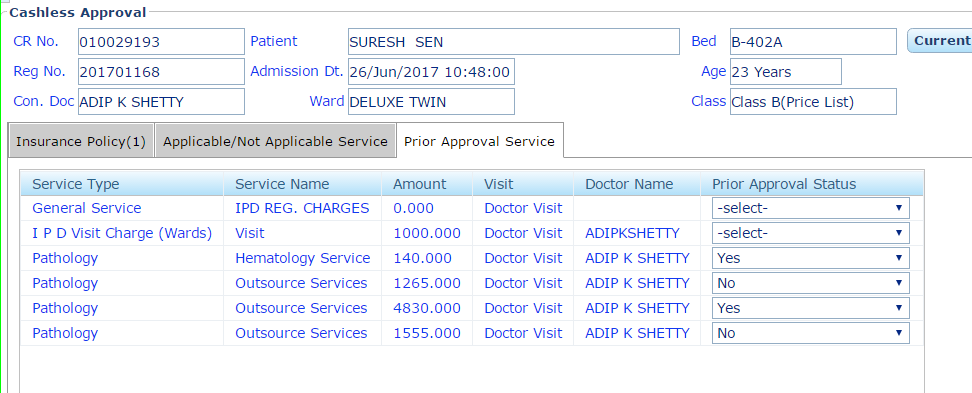 Cashless Approval
CR No. 010029193 Patient SURESH SEN Bed B-402A Current
Reg No. 201701168 Admission Dt. 26/Jun/2017 10:48:00 Age 23 Years
Con. Doc ADIP K SHETTY Ward DELUXE TWIN Class Class B(Price List)
Insurance Policy(1) Applicable/Not Applicable Service Prior Approval Service
Service Type Service Name Amount Visit Doctor Name Prior Approval Status
General Service IPD REG. CHARGES 0.000 Doctor Visit -select-
I P D Visit Charge (Wards) Visit 1000.000 Doctor Visit ADIPKSHETTY -select-
Pathology Hematology Service 140.000 Doctor Visit ADIP K SHETTY Yes
Pathology Outsource Services 1265.000 Doctor Visit ADIP K SHETTY No
Pathology Outsource Services 4830.000 Doctor Visit ADIP K SHETTY Yes
Pathology Outsource Services 1555.000 Doctor Visit ADIP K SHETTY No